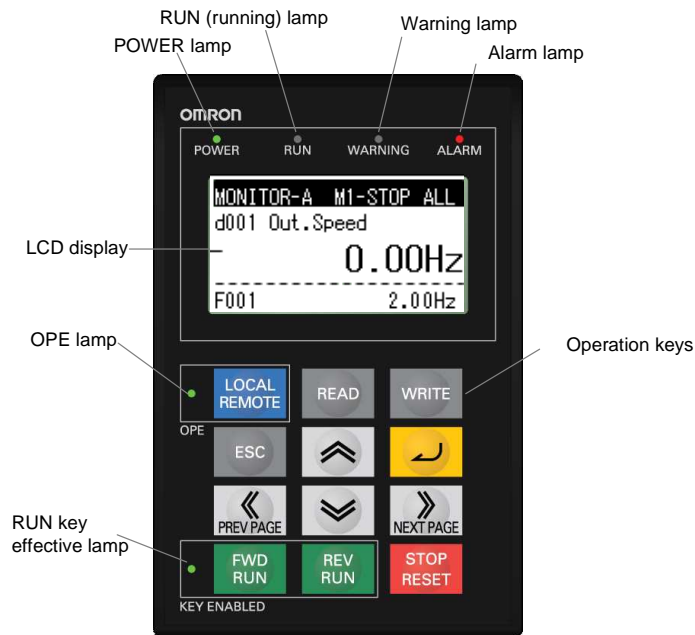 RUN (running) lamp
Warning lamp
POWER lamp
Alarm lamp
OMRON
POWER RUN WARNING ALARM
MONITOR-A M1-STOP ALL
d001 Out.Speed
0.00Hz
F001 2.00Hz
LCD display
OPE lamp
Operation keys
LOCAL
REMOTE
READ
WRITE
OPE
ESC
PREV PAGE
NEXT PAGE
RUN key
effective lamp
FWD
RUN
REV
RUN
STOP
RESET
KEY ENABLED